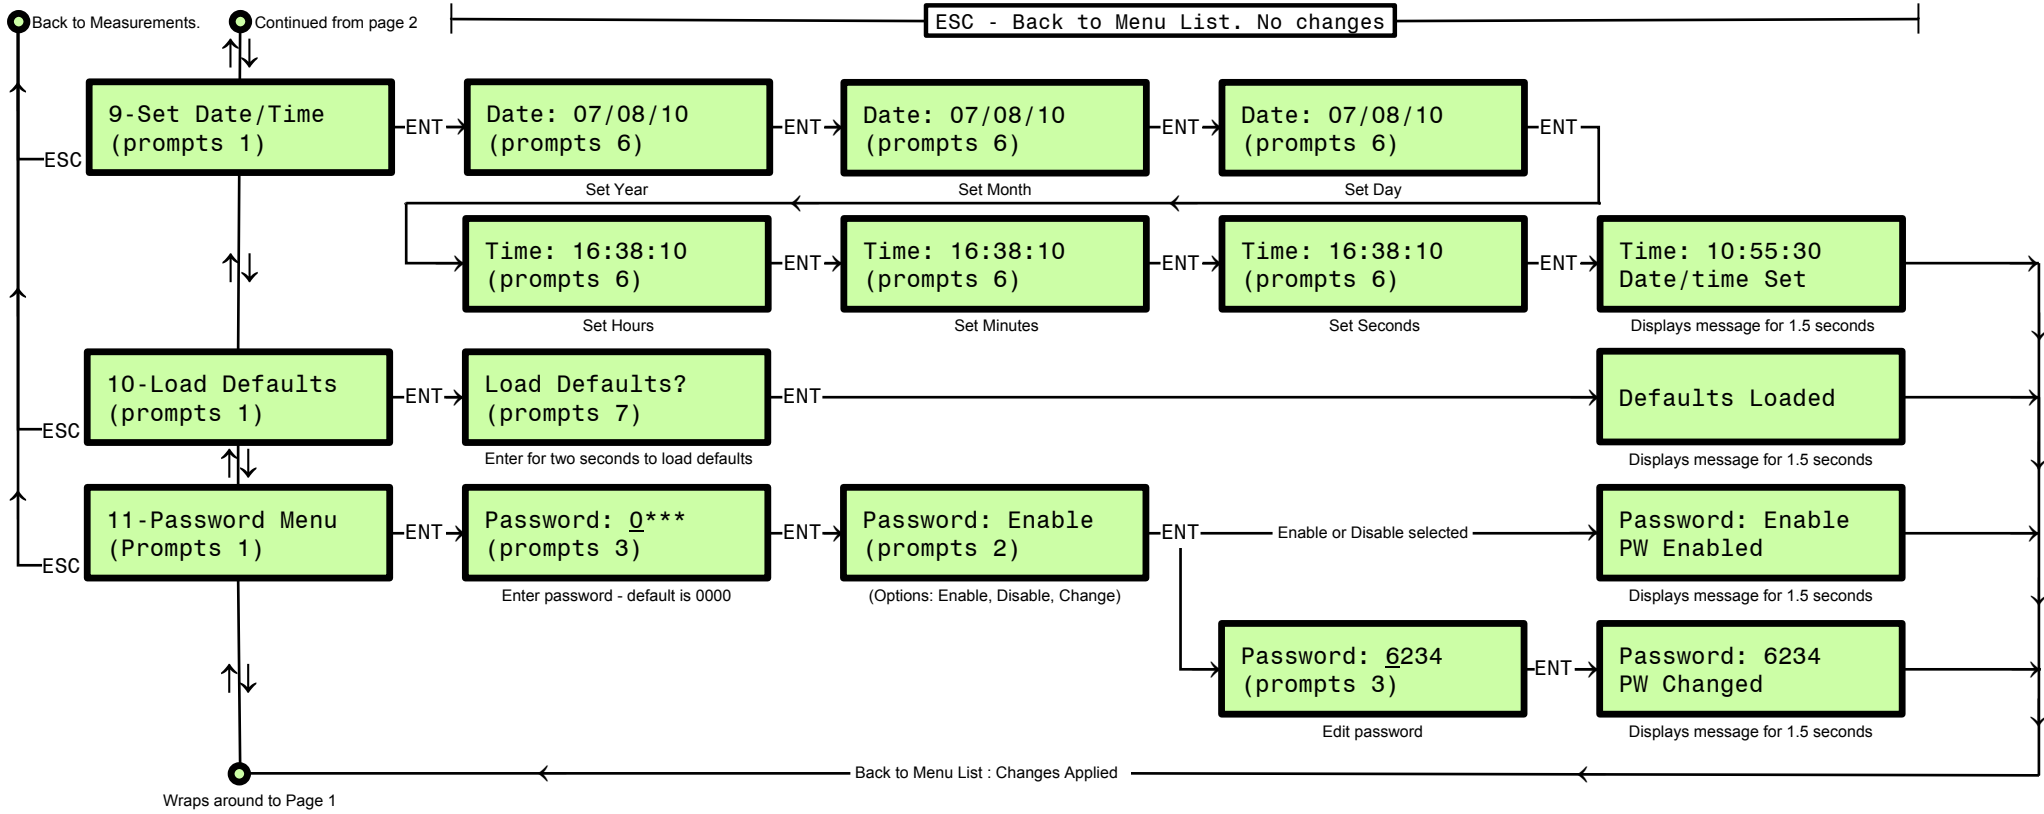 Back to Measurements.
Continued from page 2
ESC - Back to Menu List. No changes
9-Set Date/Time
(prompts 1)
ENT
Date: 07/08/10
(prompts 6)
Set Year
ENT
Date: 07/08/10
(prompts 6)
Set Month
ENT
Date: 07/08/10
(prompts 6)
Set Day
ENT
ESC
Time: 16:38:10
(prompts 6)
Set Hours
ENT
Time: 16:38:10
(prompts 6)
Set Minutes
ENT
Time: 16:38:10
(prompts 6)
Set Seconds
ENT
Time: 10:55:30
Date/time Set
Displays message for 1.5 seconds
10-Load Defaults
(prompts 1)
ENT
Load Defaults?
(prompts 7)
Enter for two seconds to load defaults
ENT
Defaults Loaded
Displays message for 1.5 seconds
ESC
11-Password Menu
(Prompts 1)
ENT
Password: 0***
(prompts 3)
Enter password - default is 0000
ENT
Password: Enable
(prompts 2)
(Options: Enable, Disable, Change)
ENT
Enable or Disable selected
Password: Enable
PW Enabled
Displays message for 1.5 seconds
ESC
Password: 6234
(prompts 3)
Edit password
ENT
Password: 6234
PW Changed
Displays message for 1.5 seconds
Back to Menu List : Changes Applied
Wraps around to Page 1